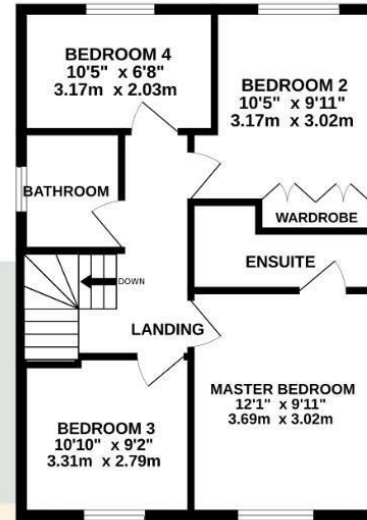 BEDROOM 4
10'5" x 6'8"
3.17m x 2.03m
BEDROOM 2
10'5" x 9'11"
3.17m x 3.02m
BATHROOM
WARDROBE
ENSUITE
DOWN
LANDING
MASTER BEDROOM
12'1" x 9'11"
3.69m x 3.02m
BEDROOM 3
10'10" x 9'2"
3.31m x 2.79m